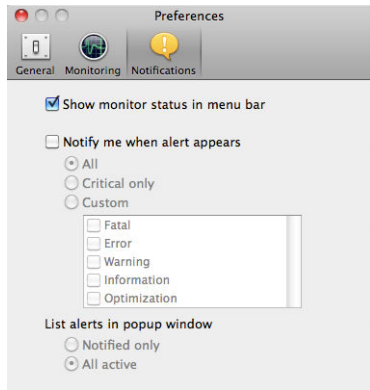 Preferences
General Monitoring Notifications
Show monitor status in menu bar
Notify me when alert appears
All
Critical only
Custom
Fatal
Error
Warning
Information
Optimization
List alerts in popup window
Notified only
All active